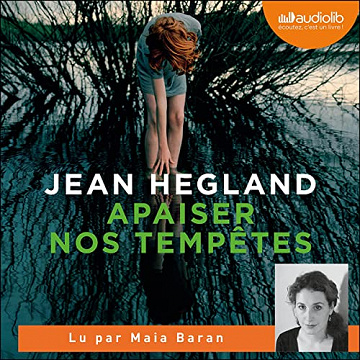 audiolib
écoutez, c'est un livre !
JEAN HEGLAND
APAISER
NOS TEMPÊTES
Lu par Maia Baran